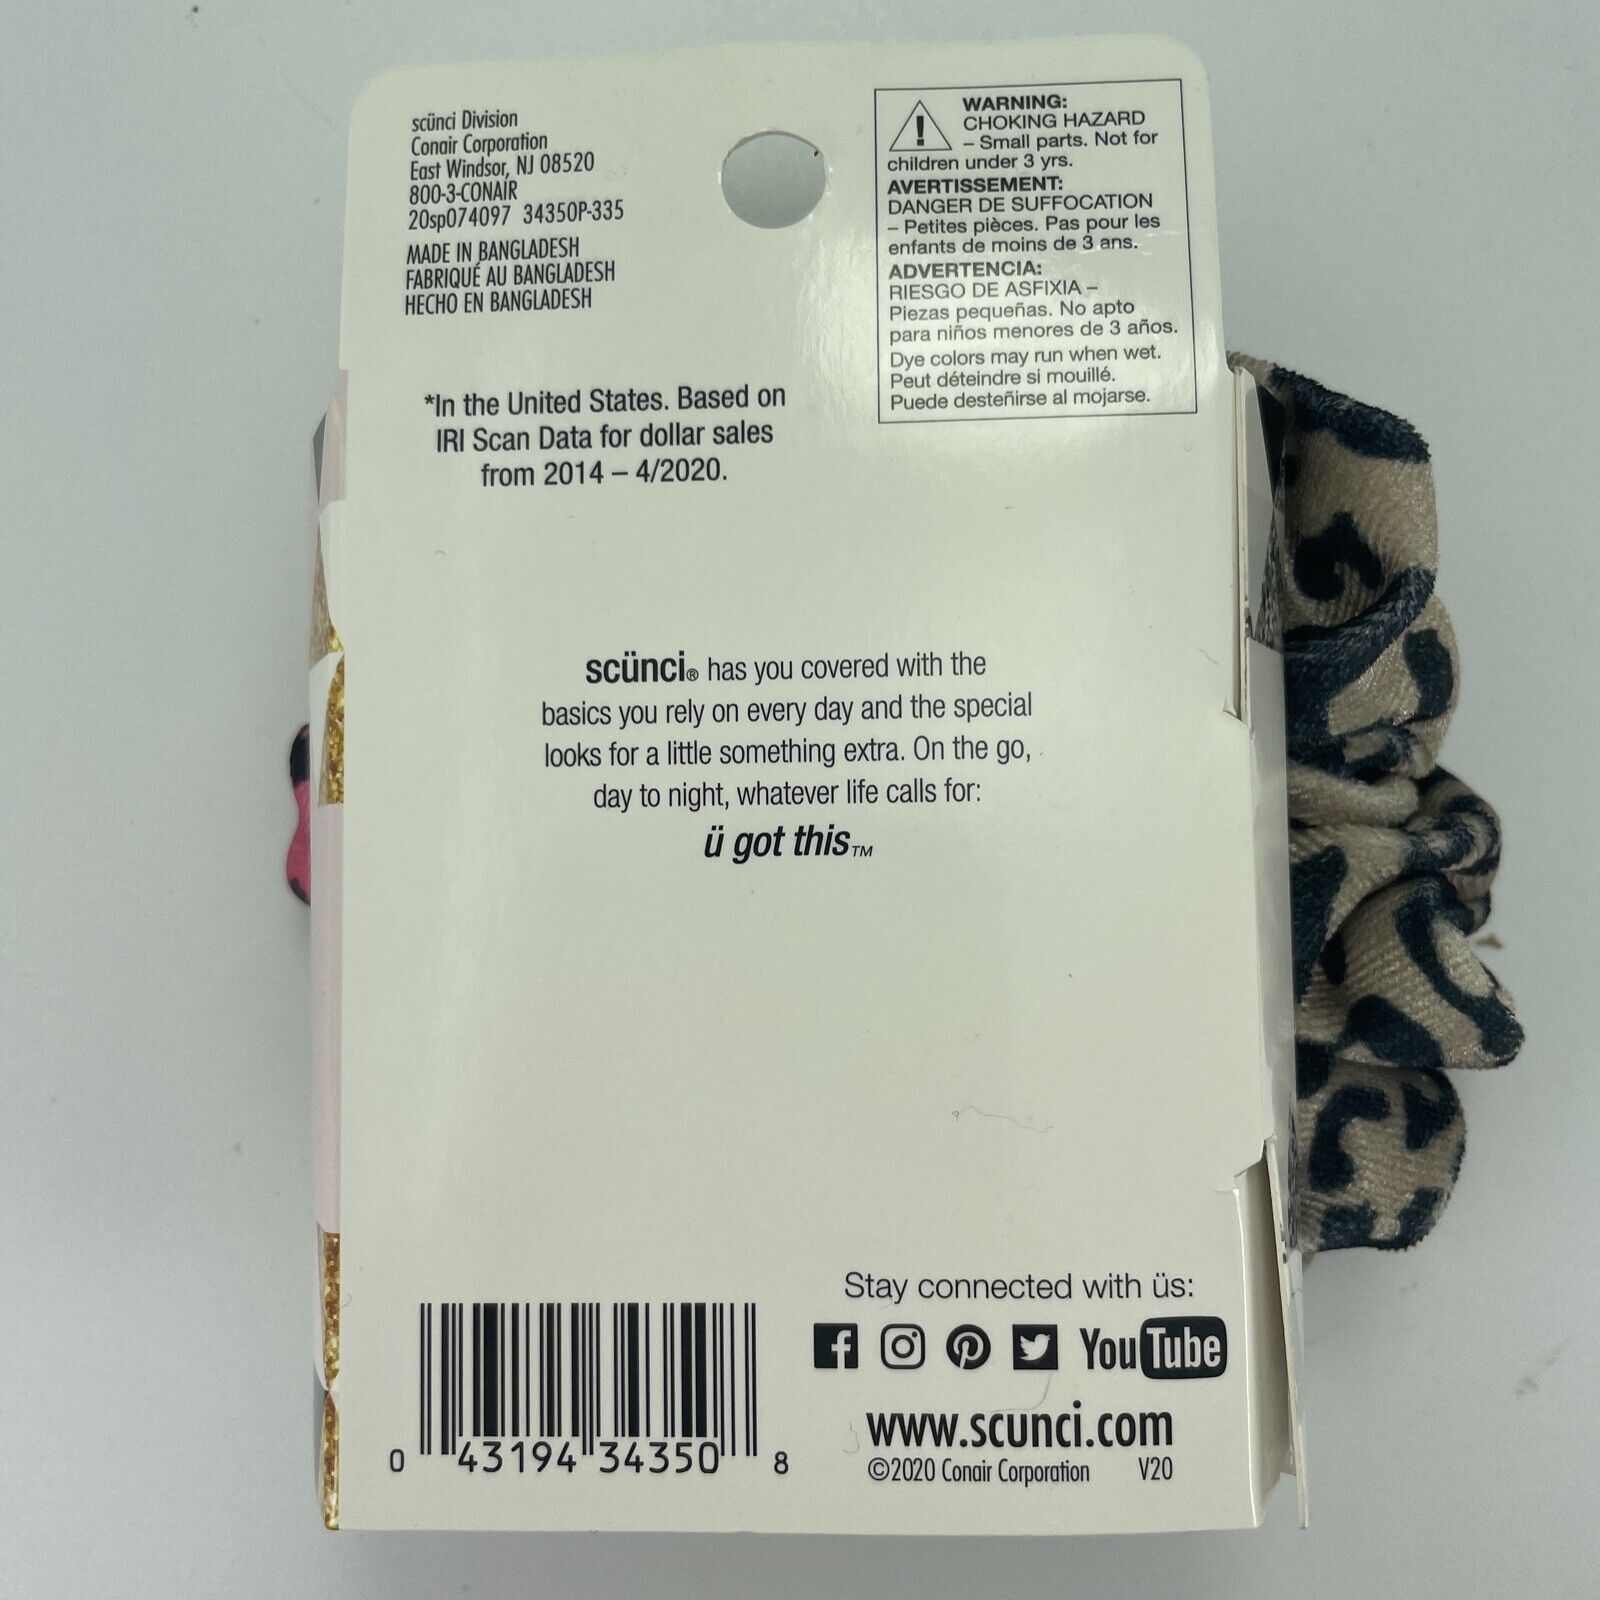 scünci Division
Conair Corporation
East Windsor, NJ 08520
800-3-CONAIR
20sp074097 34350P-335
MADE IN BANGLADESH
FABRIQUÉ AU BANGLADESH
HECHO EN BANGLADESH
WARNING:
CHOKING HAZARD
– Small parts. Not for
children under 3 yrs.
AVERTISSEMENT:
DANGER DE SUFFOCATION
– Petites pièces. Pas pour les
enfants de moins de 3 ans.
ADVERTENCIA:
RIESGO DE ASFIXIA –
Piezas pequeñas. No apto
para niños menores de 3 años.
Dye colors may run when wet.
Peut déteindre si mouillé.
Puede desteñirse al mojarse.
*In the United States. Based on
IRI Scan Data for dollar sales
from 2014 – 4/2020.
scünci® has you covered with the
basics you rely on every day and the special
looks for a little something extra. On the go,
day to night, whatever life calls for:
ü got this™
Stay connected with üs:
YouTube
www.scunci.com
©2020 Conair Corporation V20
0 43194 34350 8